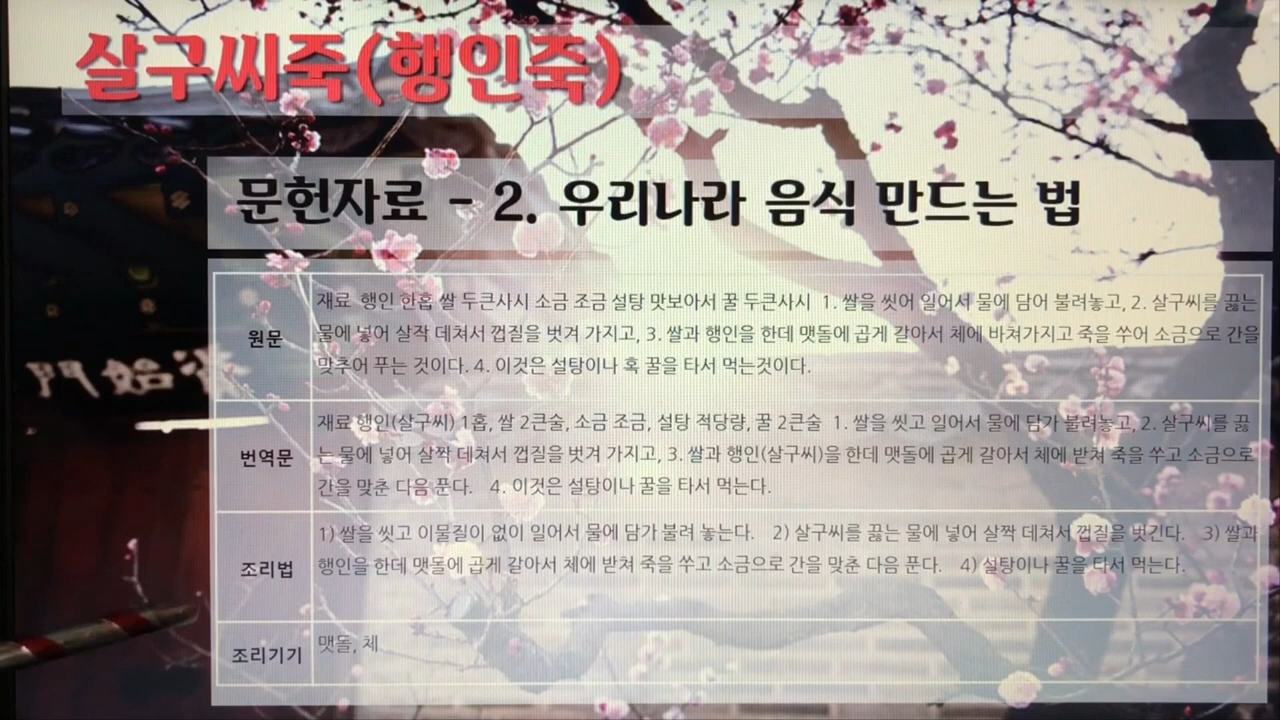 살구씨죽(행인죽)
문헌자료 - 2. 우리나라 음식 만드는 법
원문
재료 행인 한홉 쌀 두큰사시 소금 조금 설탕 맛보아서 꿀 두큰사시 1. 쌀을 씻어 일어서 물에 담어 불려놓고, 2. 살구씨를 끓는
물에 넣어 살작 데쳐서 껍질을 벗겨 가지고, 3. 쌀과 행인을 한데 맷돌에 곱게 갈아서 체에 바쳐가지고 죽을 쑤어 소금으로 간을
맞추어 푸는 것이다. 4. 이것은 설탕이나 혹 꿀을 타서 먹는것이다.
번역문
재료 행인(살구씨) 1홉, 쌀 2큰술, 소금 조금, 설탕 적당량, 꿀 2큰술 1. 쌀을 씻고 일어서 물에 담가 불려놓고, 2. 살구씨를 끓
는 물에 넣어 살짝 데쳐서 껍질을 벗겨 가지고, 3. 쌀과 행인(살구씨)을 한데 맷돌에 곱게 갈아서 체에 받쳐 죽을 쑤고 소금으로
간을 맞춘 다음 푼다. 4. 이것은 설탕이나 꿀을 타서 먹는다.
조리법
1) 쌀을 씻고 이물질이 없이 일어서 물에 담가 불려 놓는다. 2) 살구씨를 끓는 물에 넣어 살짝 데쳐서 껍질을 벗긴다. 3) 쌀과
행인을 한데 맷돌에 곱게 갈아서 체에 받쳐 죽을 쑤고 소금으로 간을 맞춘 다음 푼다. 4) 설탕이나 꿀을 타서 먹는다.
조리기기
맷돌, 체